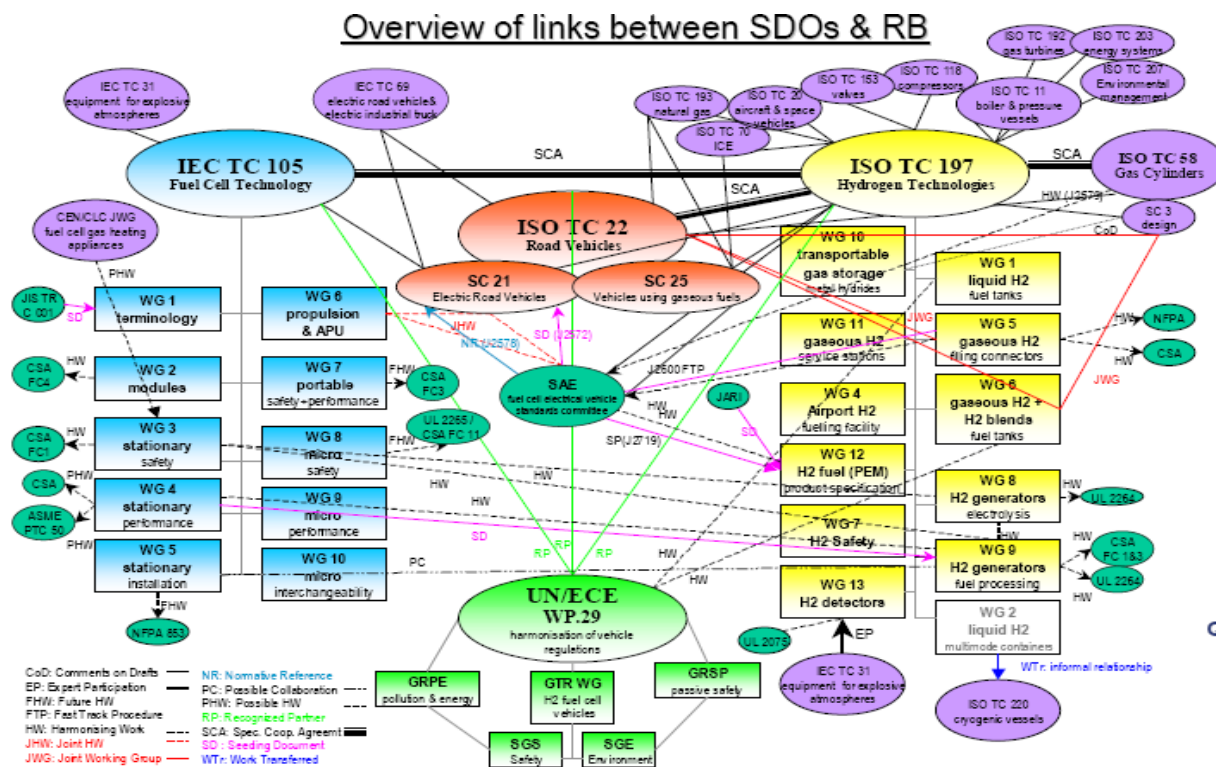 Overview of links between SDOs & RB
IEC TC 31
equipment for explosive
atmospheres
IEC TC 69
electric road vehicle&
electric industrial truck
ISO TC 193
natural gas
ISO TC 20
aircraft & space
vehicles
ISO TC 70
ICE
ISO TC 153
valves
ISO TC 118
compressors
ISO TC 192
gas turbines
ISO TC 203
energy systems
ISO TC 11
boiler & pressure
vessels
ISO TC 207
Environmental
management
IEC TC 105
Fuel Cell Technology
SCA
ISO TC 197
Hydrogen Technologies
SCA
ISO TC 58
Gas Cylinders
SC 3
design
SCA
HW (J2579)
CoD
CEN/CLC JWG
fuel cell gas heating
appliances
ISO TC 22
Road Vehicles
SC 21
Electric Road Vehicles
SC 25
Vehicles using gaseous fuels
PHW
JIS TR
C 001
SD
WG 1
terminology
WG 2
modules
WG 3
stationary
safety
WG 4
stationary
performance
WG 5
stationary
installation
WG 6
propulsion
& APU
WG 7
portable
safety+performance
WG 8
micro
safety
WG 9
micro
performance
WG 10
micro
interchangeability
HW
CSA
FC4
HW
CSA
FC1
PHW
CSA
ASME
PTC 50
PHW
FHW
NFPA 853
FHW
CSA
FC3
UL 2265 /
CSA FC 11
FHW
JHW
NR (J2578)
SD (J2572)
SAE
fuel cell electrical vehicle
standards committee
J2600FTP
HW
HW
SP(J2719)
JARI
SD
JWG
JWG
WG 10
transportable
gas storage
metal hydrides
WG 11
gaseous H2
service stations
WG 4
Airport H2
fuelling facility
WG 12
H2 fuel (PEM)
product specification
WG 7
H2 Safety
WG 13
H2 detectors
WG 1
liquid H2
fuel tanks
WG 5
gaseous H2
filling connectors
WG 6
gaseous H2 +
H2 blends
fuel tanks
WG 8
H2 generators
electrolysis
WG 9
H2 generators
fuel processing
WG 2
liquid H2
multimode containers
HW
NFPA
HW
CSA
HW
UL 2264
HW
CSA
FC 1&3
UL 2264
HW
HW
HW
HW
SD
PC
HW
HW
RP
RP
RP
UN/ECE
WP.29
harmonisation of vehicle
regulations
GRPE
pollution & energy
GTR WG
H2 fuel cell
vehicles
GRSP
passive safety
SGS
Safety
SGE
Environment
UL 2075
EP
IEC TC 31
equipment for explosive
atmospheres
WTr: informal relationship
ISO TC 220
cryogenic vessels
CoD: Comments on Drafts
EP: Expert Participation
FHW: Future HW
FTP: Fast Track Procedure
HW: Harmonising Work
JHW: Joint HW
JWG: Joint Working Group
NR: Normative Reference
PC: Possible Collaboration
PHW: Possible HW
RP: Recognized Partner
SCA: Spec. Coop. Agreemt
SD : Seeding Document
WTr: Work Transferred